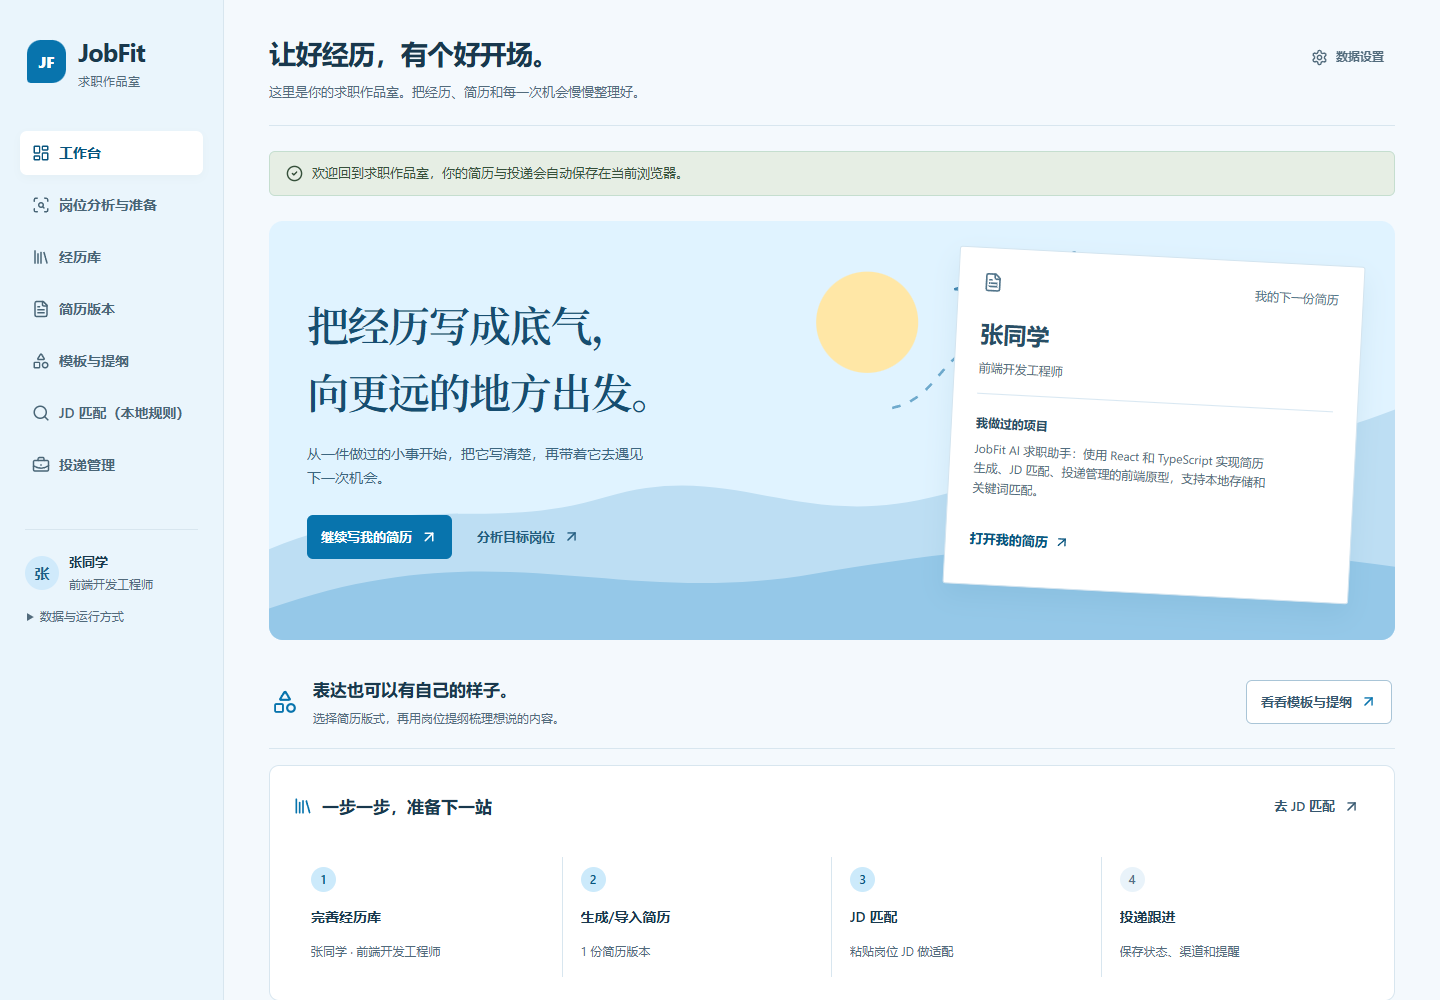 JF
JobFit
求职作品室
工作台
岗位分析与准备
经历库
简历版本
模板与提纲
JD 匹配（本地规则）
投递管理
张
张同学
前端开发工程师
数据与运行方式
让好经历，有个好开场。
这里是你的求职作品室。把经历、简历和每一次机会慢慢整理好。
数据设置
欢迎回到求职作品室，你的简历与投递会自动保存在当前浏览器。
把经历写成底气，
向更远的地方出发。
从一件做过的小事开始，把它写清楚，再带着它去遇见
下一次机会。
继续写我的简历
分析目标岗位
我的下一份简历
张同学
前端开发工程师
我做过的项目
JobFit AI 求职助手：使用 React 和 TypeScript 实现简历
生成、JD 匹配、投递管理的前端原型，支持本地存储和
关键词匹配。
打开我的简历
表达也可以有自己的样子。
选择简历版式，再用岗位提纲梳理想说的内容。
看看模板与提纲
一步一步，准备下一站
去 JD 匹配
1
完善经历库
张同学 · 前端开发工程师
2
生成/导入简历
1 份简历版本
3
JD 匹配
粘贴岗位 JD 做适配
4
投递跟进
保存状态、渠道和提醒